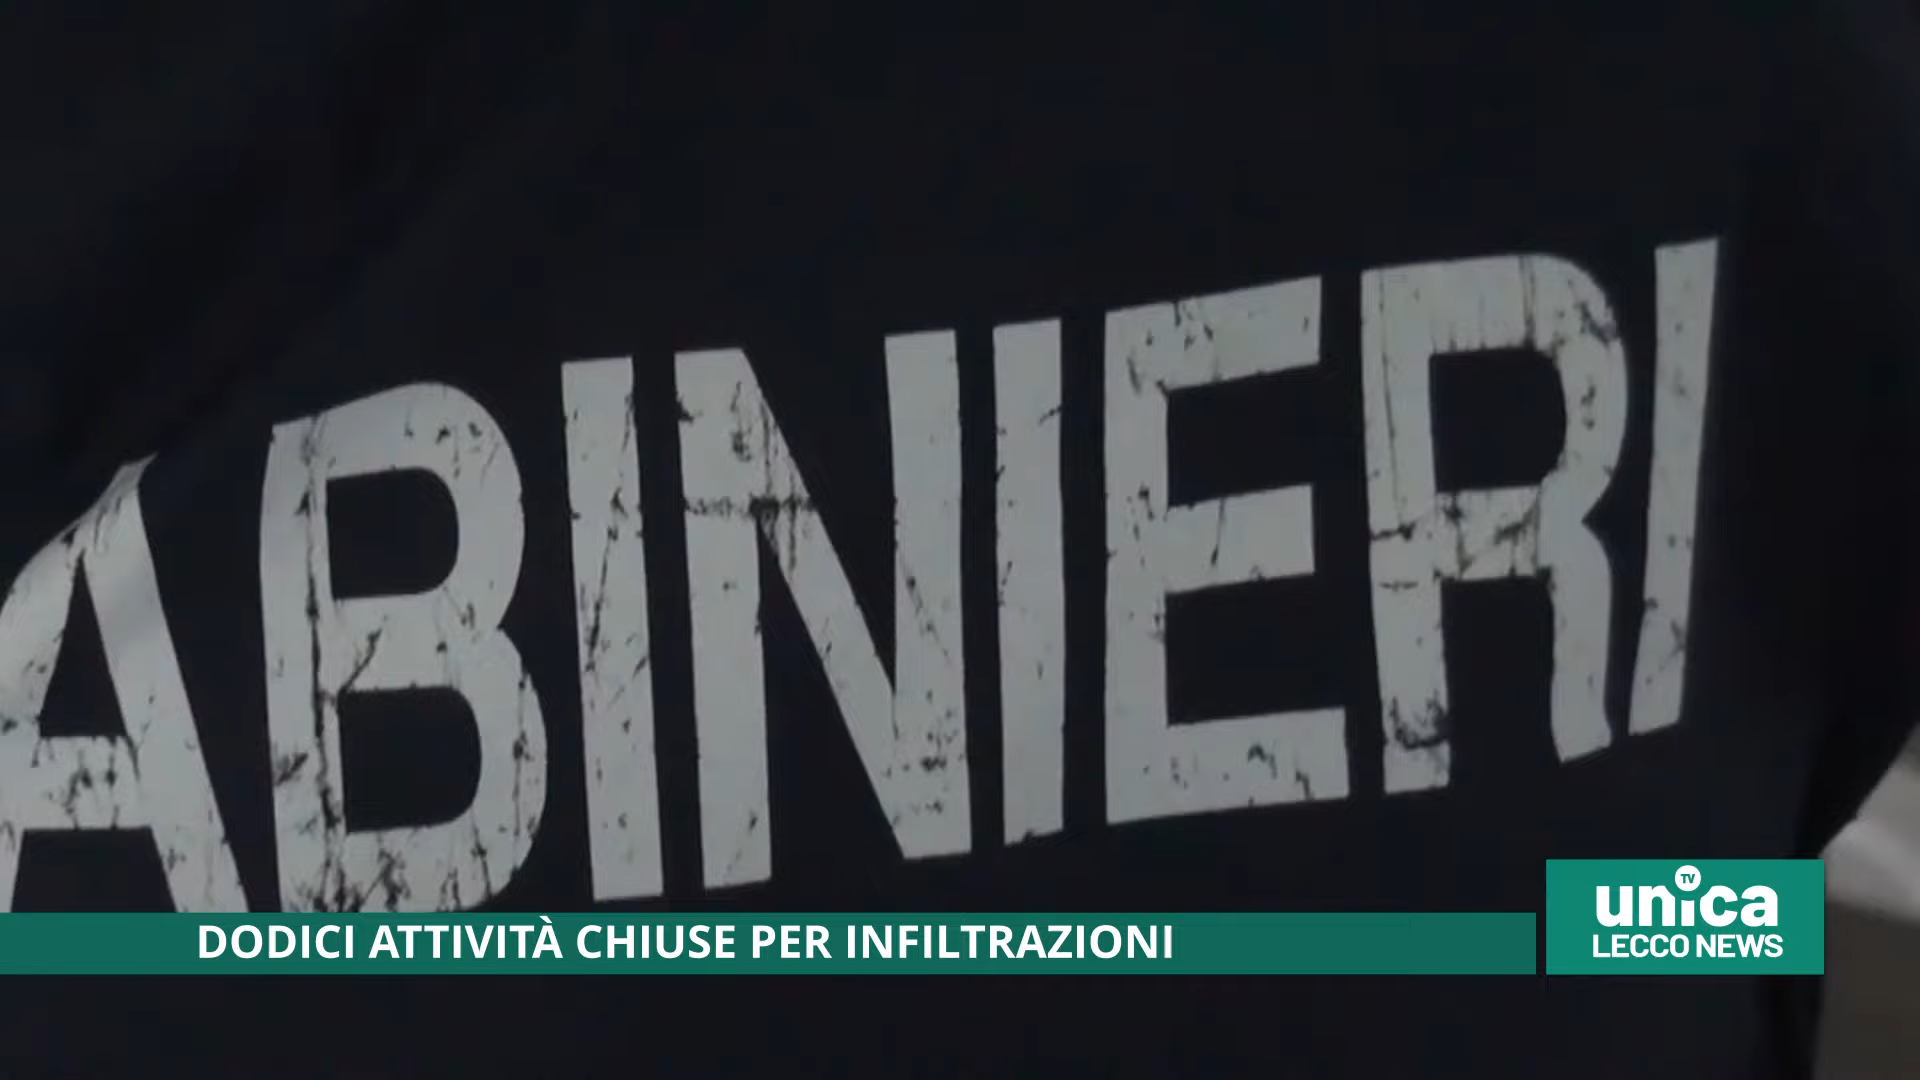 ABINIERI
DODICI ATTIVITÀ CHIUSE PER INFILTRAZIONI
TV
unica
LECCO NEWS